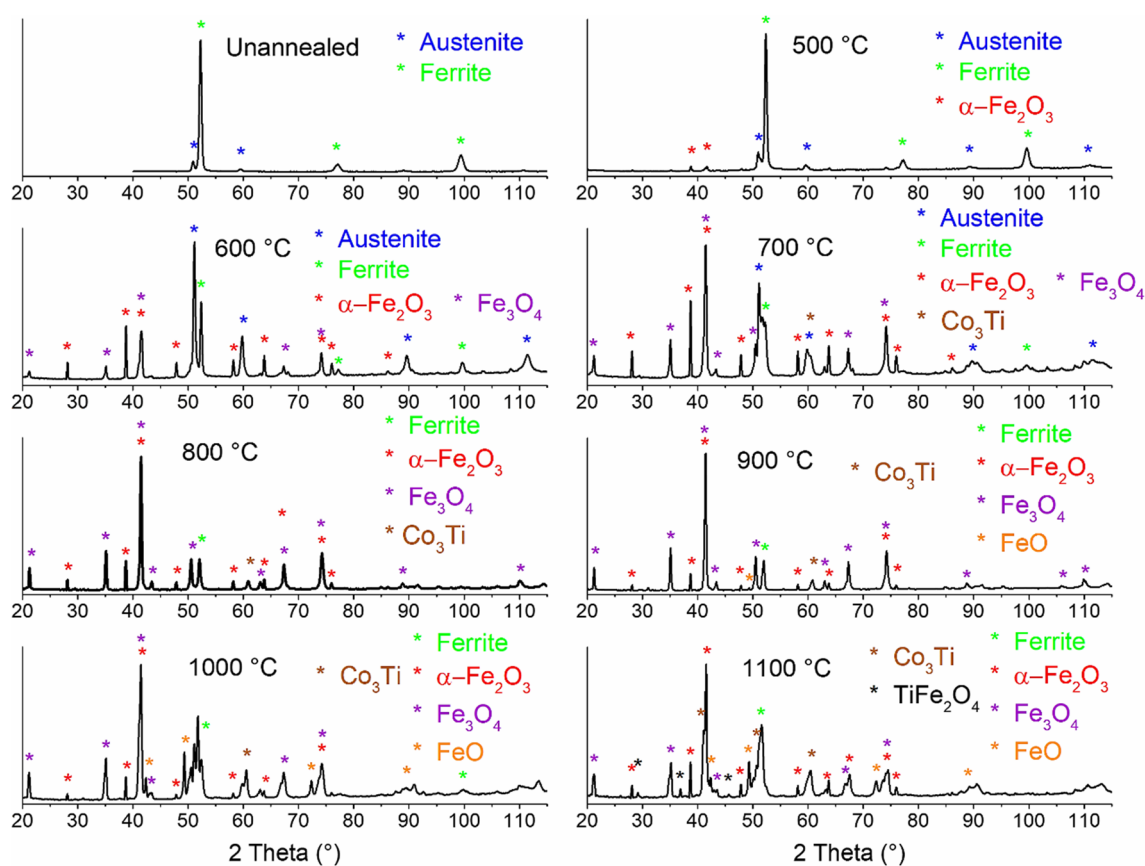 Unannealed
* Austenite
* Ferrite
20 30 40 50 60 70 80 90 100 110
500 °C
* Austenite
* Ferrite
* α–Fe₂O₃
20 30 40 50 60 70 80 90 100 110
600 °C
* Austenite
* Ferrite
* α–Fe₂O₃ * Fe₃O₄
20 30 40 50 60 70 80 90 100 110
700 °C
* Austenite
* Ferrite
* α–Fe₂O₃ * Fe₃O₄
* Co₃Ti
20 30 40 50 60 70 80 90 100 110
800 °C
* Ferrite
* α–Fe₂O₃
* Fe₃O₄
* Co₃Ti
20 30 40 50 60 70 80 90 100 110
900 °C
* Co₃Ti
* Ferrite
* α–Fe₂O₃
* Fe₃O₄
* FeO
20 30 40 50 60 70 80 90 100 110
1000 °C
* Co₃Ti
* Ferrite
* α–Fe₂O₃
* Fe₃O₄
* FeO
20 30 40 50 60 70 80 90 100 110
2 Theta (°)
1100 °C
* Co₃Ti
* TiFe₂O₄
* Ferrite
* α–Fe₂O₃
* Fe₃O₄
* FeO
20 30 40 50 60 70 80 90 100 110
2 Theta (°)